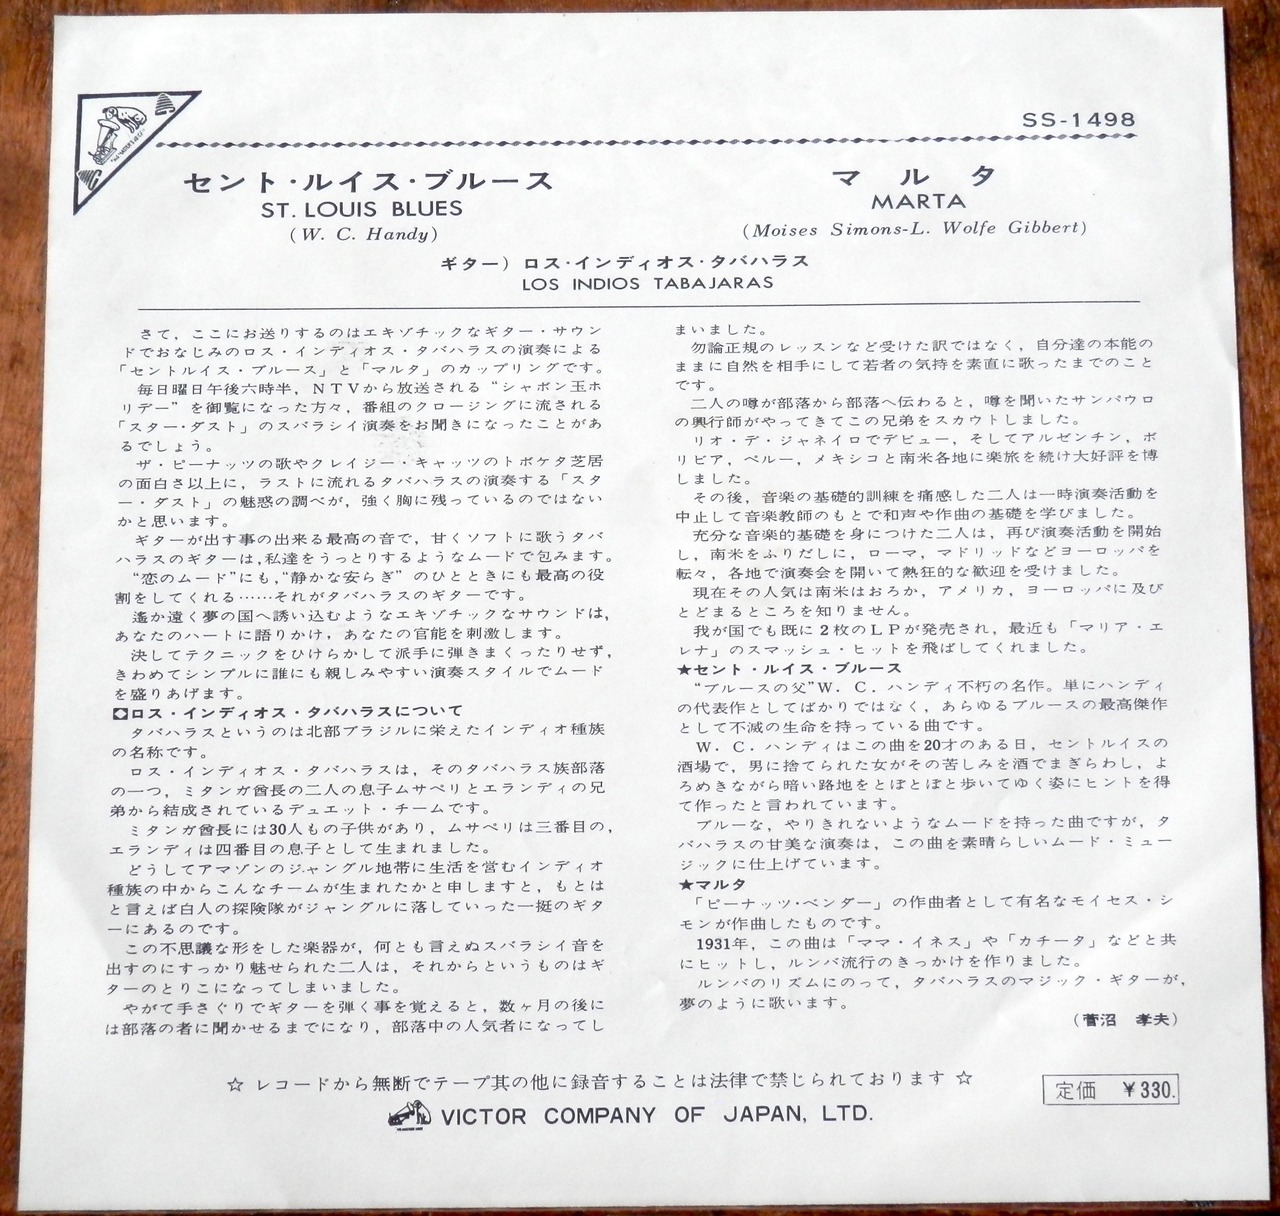 SS-1498
セント・ルイス・ブルース
ST. LOUIS BLUES
(W. C. Handy)
マルタ
MARTA
(Moises Simons-L. Wolfe Gibbert)
ギター）ロス・インディオス・タバハラス
LOS INDIOS TABAJARAS
さて，ここにお送りするのはエキゾチックなギター・サウン
ドでおなじみのロス・インディオス・タバハラスの演奏による
「セントルイス・ブルース」と「マルタ」のカップリングです。
毎日曜日午後六時半，NTVから放送される“シャボン玉ホ
リデー”を御覧になった方々，番組のクロージングに流される
「スター・ダスト」のスバラシイ演奏をお聞きになったことがあ
るでしょう。
ザ・ピーナッツの歌やクレイジー・キャッツのトボケタ芝居
の面白さ以上に，ラストに流れるタバハラスの演奏する「スタ
ー・ダスト」の魅惑の調べが，強く胸に残っているのではない
かと思います。
ギターが出す事の出来る最高の音で，甘くソフトに歌うタバ
ハラスのギターは，私達をうっとりするようなムードで包みます。
“恋のムード”にも，“静かな安らぎ”のひとときにも最高の役
割をしてくれる……それがタバハラスのギターです。
遙か遠く夢の国へ誘い込むようなエキゾチックなサウンドは，
あなたのハートに語りかけ，あなたの官能を刺激します。
決してテクニックをひけらかして派手に弾きまくったりせず，
きわめてシンプルに誰にも親しみやすい演奏スタイルでムード
を盛りあげます。
◘ロス・インディオス・タバハラスについて
タバハラスというのは北部ブラジルに栄えたインディオ種族
の名称です。
ロス・インディオス・タバハラスは，そのタバハラス族部落
の一つ，ミタンガ酋長の二人の息子ムサペリとエランディの兄
弟から結成されているデュエット・チームです。
ミタンガ酋長には30人もの子供があり，ムサペリは三番目の，
エランディは四番目の息子として生まれました。
どうしてアマゾンのジャングル地帯に生活を営むインディオ
種族の中からこんなチームが生まれたかと申しますと，もとは
と言えば白人の探険隊がジャングルに落していった一挺のギタ
ーにあるのです。
この不思議な形をした楽器が，何とも言えぬスバラシイ音を
出すのにすっかり魅せられた二人は，それからというものはギ
ターのとりこになってしまいました。
やがて手さぐりでギターを弾く事を覚えると，数ヶ月の後に
は部落の者に聞かせるまでになり，部落中の人気者になってし
まいました。
勿論正規のレッスンなど受けた訳ではなく，自分達の本能の
ままに自然を相手にして若者の気持を素直に歌ったまでのこと
です。
二人の噂が部落から部落へ伝わると，噂を聞いたサンパウロ
の興行師がやってきてこの兄弟をスカウトしました。
リオ・デ・ジャネイロでデビュー，そしてアルゼンチン，ボ
リビア，ペルー，メキシコと南米各地に楽旅を続け大好評を博
しました。
その後，音楽の基礎的訓練を痛感した二人は一時演奏活動を
中止して音楽教師のもとで和声や作曲の基礎を学びました。
充分な音楽的基礎を身につけた二人は，再び演奏活動を開始
し，南米をふりだしに，ローマ，マドリッドなどヨーロッパを
転々，各地で演奏会を開いて熱狂的な歓迎を受けました。
現在その人気は南米はおろか，アメリカ，ヨーロッパに及び
とどまるところを知りません。
我が国でも既に2枚のLPが発売され，最近も「マリア・エ
レナ」のスマッシュ・ヒットを飛ばしてくれました。
★セント・ルイス・ブルース
“ブルースの父”W. C. ハンディ不朽の名作。単にハンディ
の代表作としてばかりではなく，あらゆるブルースの最高傑作
として不滅の生命を持っている曲です。
W. C. ハンディはこの曲を20才のある日，セントルイスの
酒場で，男に捨てられた女がその苦しみを酒でまぎらわし，よ
ろめきながら暗い路地をとぼとぼと歩いてゆく姿にヒントを得
て作ったと言われています。
ブルーな，やりきれないようなムードを持った曲ですが，タ
バハラスの甘美な演奏は，この曲を素晴らしいムード・ミュー
ジックに仕上げています。
★マルタ
「ピーナッツ・ベンダー」の作曲者として有名なモイセス・シ
モンが作曲したものです。
1931年，この曲は「ママ・イネス」や「カチータ」などと共
にヒットし，ルンバ流行のきっかけを作りました。
ルンバのリズムにのって，タバハラスのマジック・ギターが，
夢のように歌います。
（菅沼　孝夫）
☆ レコードから無断でテープ其の他に録音することは法律で禁じられております ☆
定価 ￥330.
VICTOR COMPANY OF JAPAN, LTD.